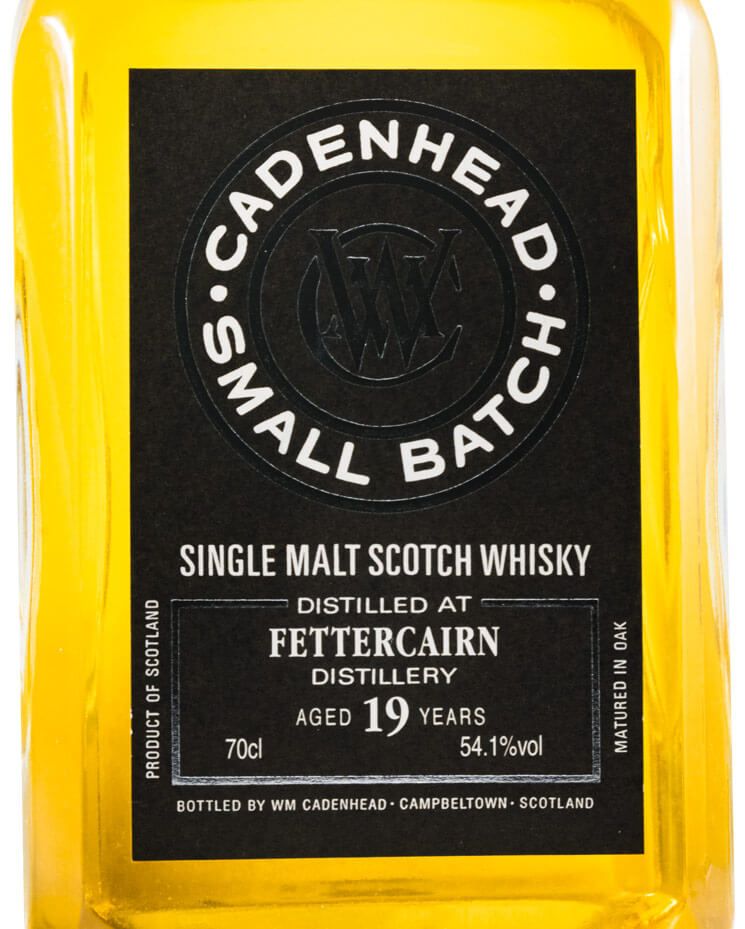 CADENHEAD
· SMALL BATCH ·
WMC
SINGLE MALT SCOTCH WHISKY
DISTILLED AT
FETTERCAIRN
DISTILLERY
AGED 19 YEARS
70cl 54.1%vol
PRODUCT OF SCOTLAND
MATURED IN OAK
BOTTLED BY WM CADENHEAD · CAMPBELTOWN · SCOTLAND